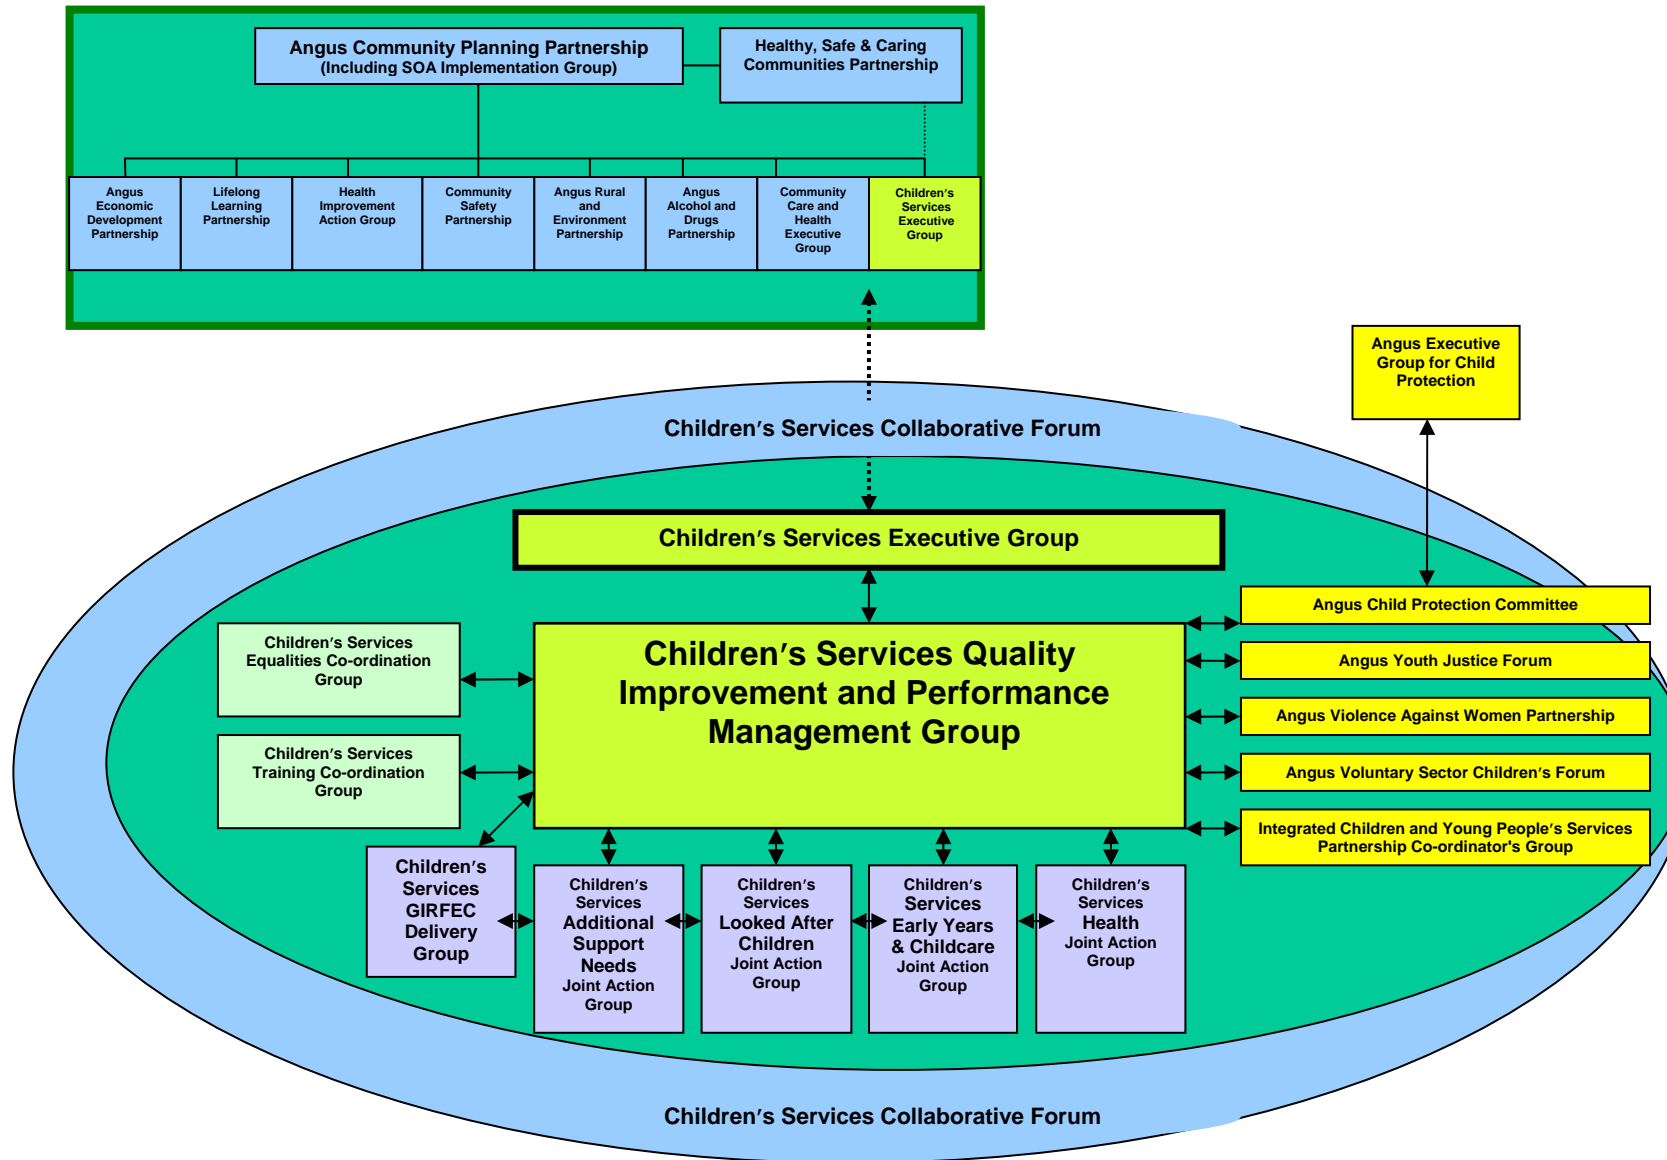 Angus Community Planning Partnership
(Including SOA Implementation Group)
Healthy, Safe & Caring
Communities Partnership
Angus
Economic
Development
Partnership
Lifelong
Learning
Partnership
Health
Improvement
Action Group
Community
Safety
Partnership
Angus Rural
and
Environment
Partnership
Angus
Alcohol and
Drugs
Partnership
Community
Care and
Health
Executive
Group
Children's
Services
Executive
Group
Angus Executive
Group for Child
Protection
Children's Services Collaborative Forum
Children's Services Executive Group
Children's Services Quality
Improvement and Performance
Management Group
Children's Services
Equalities Co-ordination
Group
Children's Services
Training Co-ordination
Group
Angus Child Protection Committee
Angus Youth Justice Forum
Angus Violence Against Women Partnership
Angus Voluntary Sector Children's Forum
Integrated Children and Young People's Services
Partnership Co-ordinator's Group
Children's
Services
GIRFEC
Delivery
Group
Children's
Services
Additional
Support
Needs
Joint Action
Group
Children's
Services
Looked After
Children
Joint Action
Group
Children's
Services
Early Years
& Childcare
Joint Action
Group
Children's
Services
Health
Joint Action
Group
Children's Services Collaborative Forum